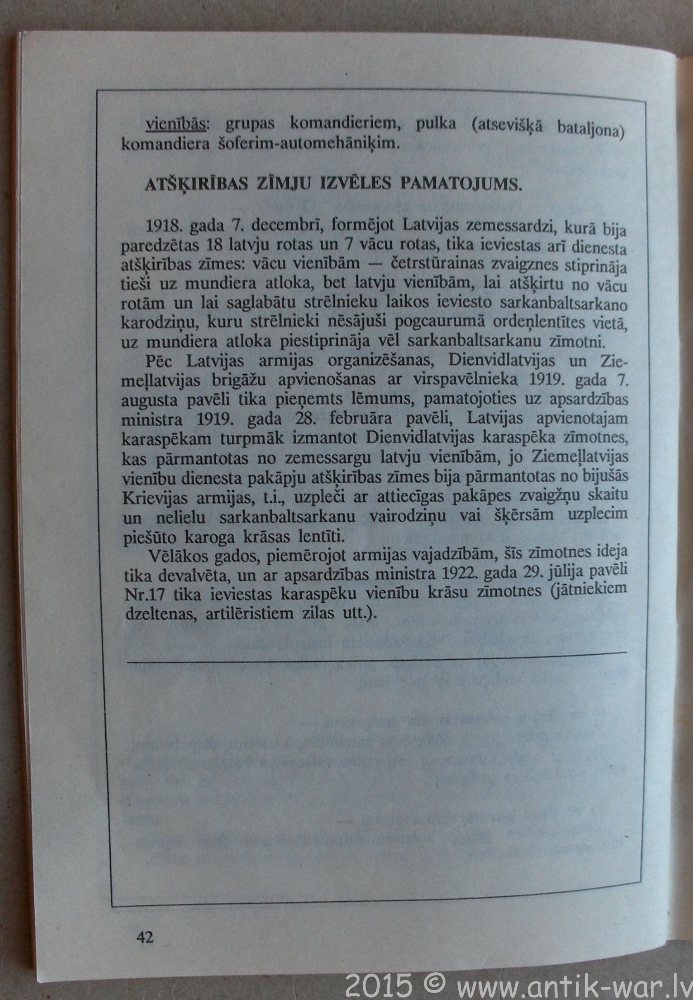 vienībās: grupas komandieriem, pulka (atsevišķā bataljona)
komandiera šoferim-automehāniķim.
ATŠĶIRĪBAS ZĪMJU IZVĒLES PAMATOJUMS.
1918. gada 7. decembrī, formējot Latvijas zemessardzi, kurā bija
paredzētas 18 latvju rotas un 7 vācu rotas, tika ieviestas arī dienesta
atšķirības zīmes: vācu vienībām — četrstūrainas zvaigznes stiprināja
tieši uz mundiera atloka, bet latvju vienībām, lai atšķirtu no vācu
rotām un lai saglabātu strēlnieku laikos ieviesto sarkanbaltsarkano
karodziņu, kuru strēlnieki nēsājuši pogcaurumā ordeņlentītes vietā,
uz mundiera atloka piestiprināja vēl sarkanbaltsarkanu zīmotni.
Pēc Latvijas armijas organizēšanas, Dienvidlatvijas un Zie-
meļlatvijas brigāžu apvienošanas ar virspavēlnieka 1919. gada 7.
augusta pavēli tika pieņemts lēmums, pamatojoties uz apsardzības
ministra 1919. gada 28. februāra pavēli, Latvijas apvienotajam
karaspēkam turpmāk izmantot Dienvidlatvijas karaspēka zīmotnes,
kas pārmantotas no zemessargu latvju vienībām, jo Ziemeļlatvijas
vienību dienesta pakāpju atšķirības zīmes bija pārmantotas no bijušās
Krievijas armijas, t.i., uzpleči ar attiecīgas pakāpes zvaigžņu skaitu
un nelielu sarkanbaltsarkanu vairodziņu vai šķērsām uzplecim
piešūto karoga krāsas lentīti.
Vēlākos gados, piemērojot armijas vajadzībām, šīs zīmotnes ideja
tika devalvēta, un ar apsardzības ministra 1922. gada 29. jūlija pavēli
Nr.17 tika ieviestas karaspēku vienību krāsu zīmotnes (jātniekiem
dzeltenas, artilēristiem zilas utt.).
42
2015 © www.antik-war.lv